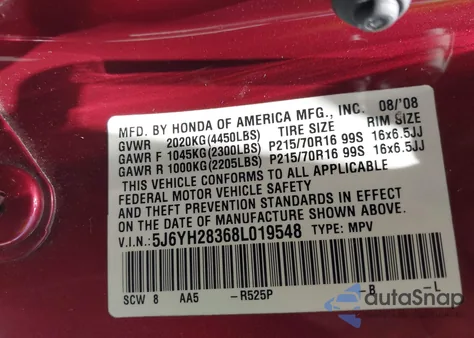 MFD. BY HONDA OF AMERICA MFG., INC. 08/'08
GVWR 2020KG(4450LBS) TIRE SIZE RIM SIZE
GAWR F 1045KG(2300LBS) P215/70R16 99S 16x6.5JJ
GAWR R 1000KG(2205LBS) P215/70R16 99S 16x6.5JJ
THIS VEHICLE CONFORMS TO ALL APPLICABLE
FEDERAL MOTOR VEHICLE SAFETY
AND THEFT PREVENTION STANDARDS IN EFFECT
ON THE DATE OF MANUFACTURE SHOWN ABOVE.
V.I.N: 5J6YH28368L019548 TYPE: MPV
SCW 8 AA5 -R525P -B -L
autaSnap